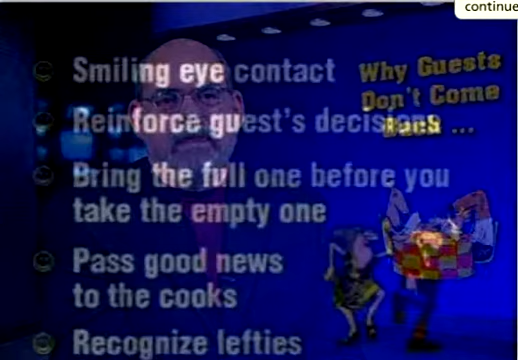 continue
Smiling eye contact
Why Guests
Don't Come
Back ...
Reinforce guest's decisions
Bring the full one before you
take the empty one
Pass good news
to the cooks
Recognize lefties